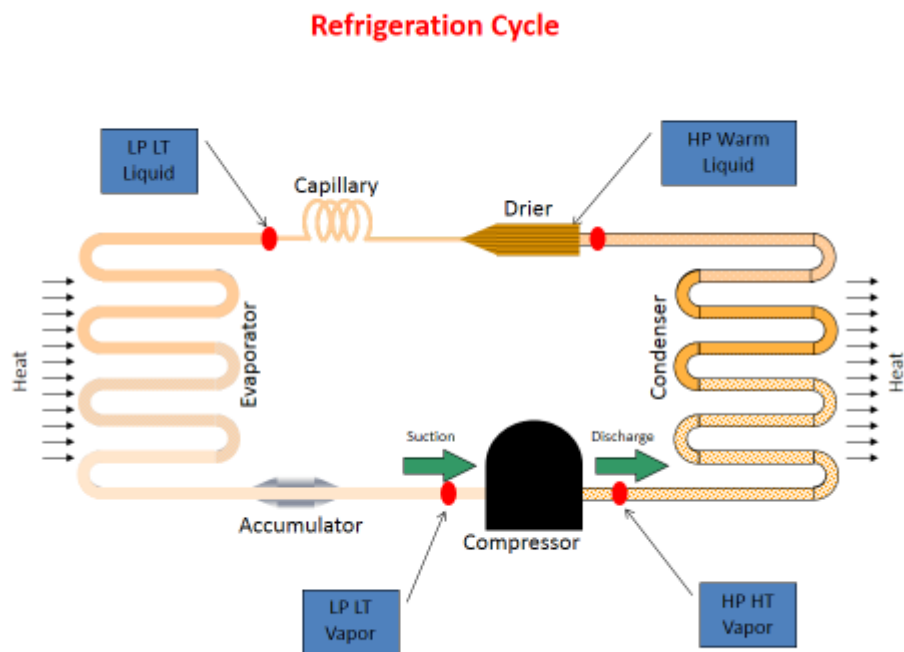 Refrigeration Cycle
LP LT
Liquid
HP Warm
Liquid
Capillary
Drier
Heat
Evaporator
Condenser
Heat
Suction
Discharge
Accumulator
Compressor
LP LT
Vapor
HP HT
Vapor